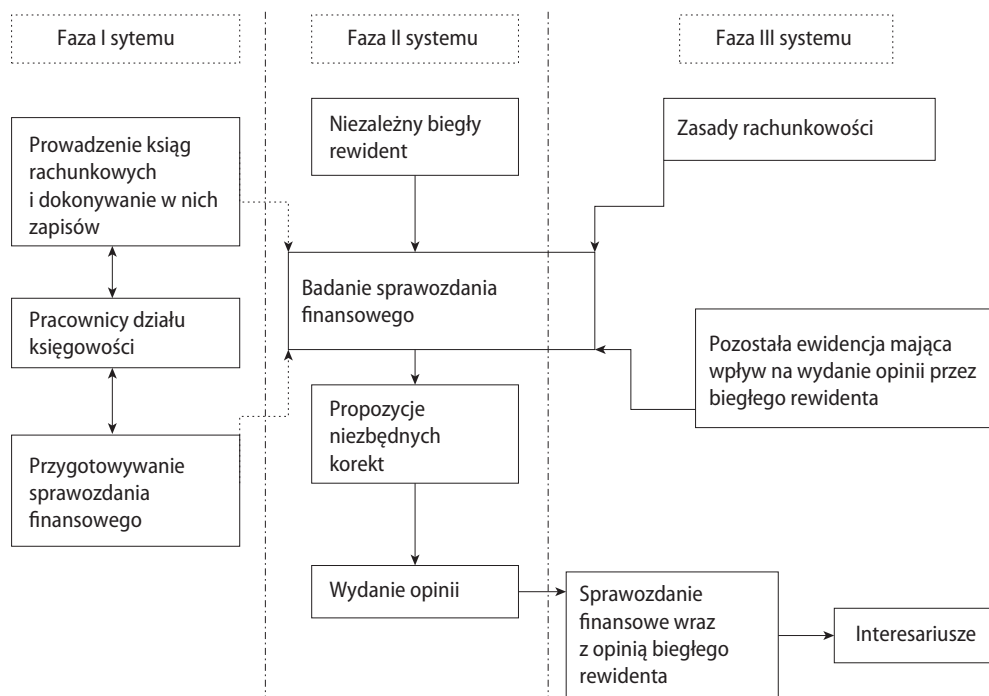 Faza I sytemu
Faza II systemu
Faza III systemu
Prowadzenie ksiąg
rachunkowych
i dokonywanie w nich
zapisów
Pracownicy działu
księgowości
Przygotowywanie
sprawozdania
finansowego
Niezależny biegły
rewident
Badanie sprawozdania
finansowego
Propozycje
niezbędnych
korekt
Wydanie opinii
Zasady rachunkowości
Pozostała ewidencja mająca
wpływ na wydanie opinii przez
biegłego rewidenta
Sprawozdanie
finansowe wraz
z opinią biegłego
rewidenta
Interesariusze